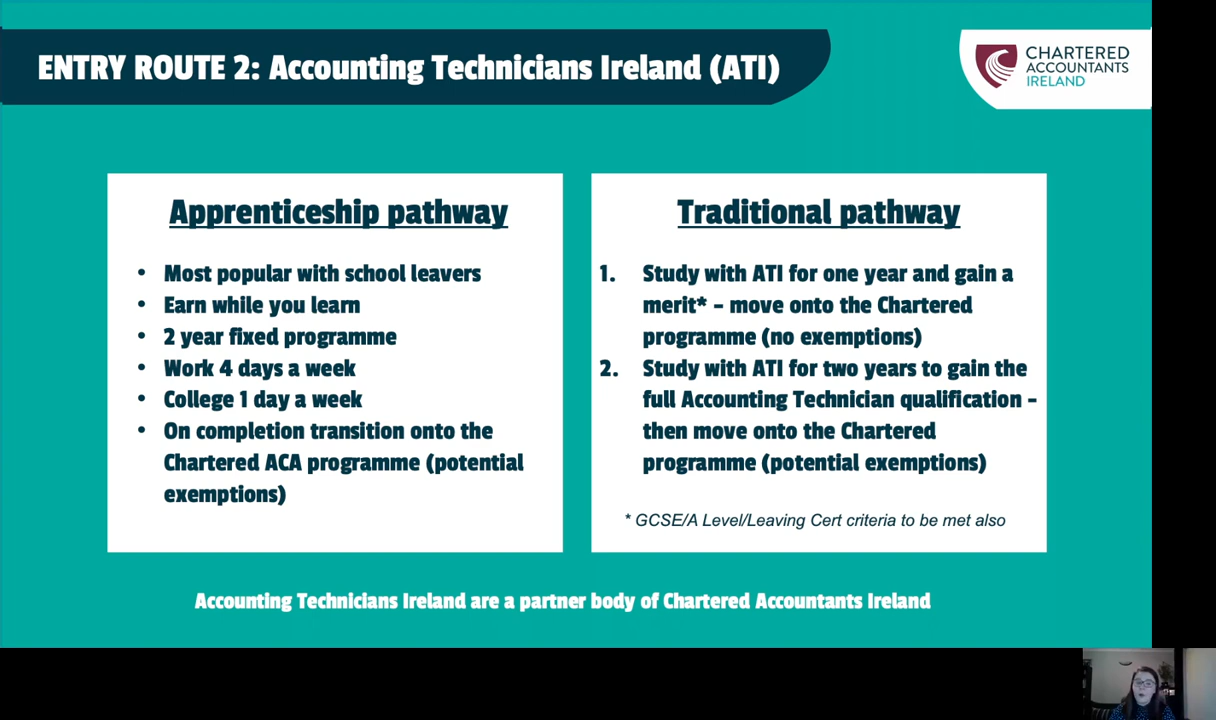 ENTRY ROUTE 2: Accounting Technicians Ireland (ATI)
CHARTERED
ACCOUNTANTS
IRELAND
Apprenticeship pathway
• Most popular with school leavers
• Earn while you learn
• 2 year fixed programme
• Work 4 days a week
• College 1 day a week
• On completion transition onto the
Chartered ACA programme (potential
exemptions)
Traditional pathway
1. Study with ATI for one year and gain a
merit* – move onto the Chartered
programme (no exemptions)
2. Study with ATI for two years to gain the
full Accounting Technician qualification –
then move onto the Chartered
programme (potential exemptions)
* GCSE/A Level/Leaving Cert criteria to be met also
Accounting Technicians Ireland are a partner body of Chartered Accountants Ireland